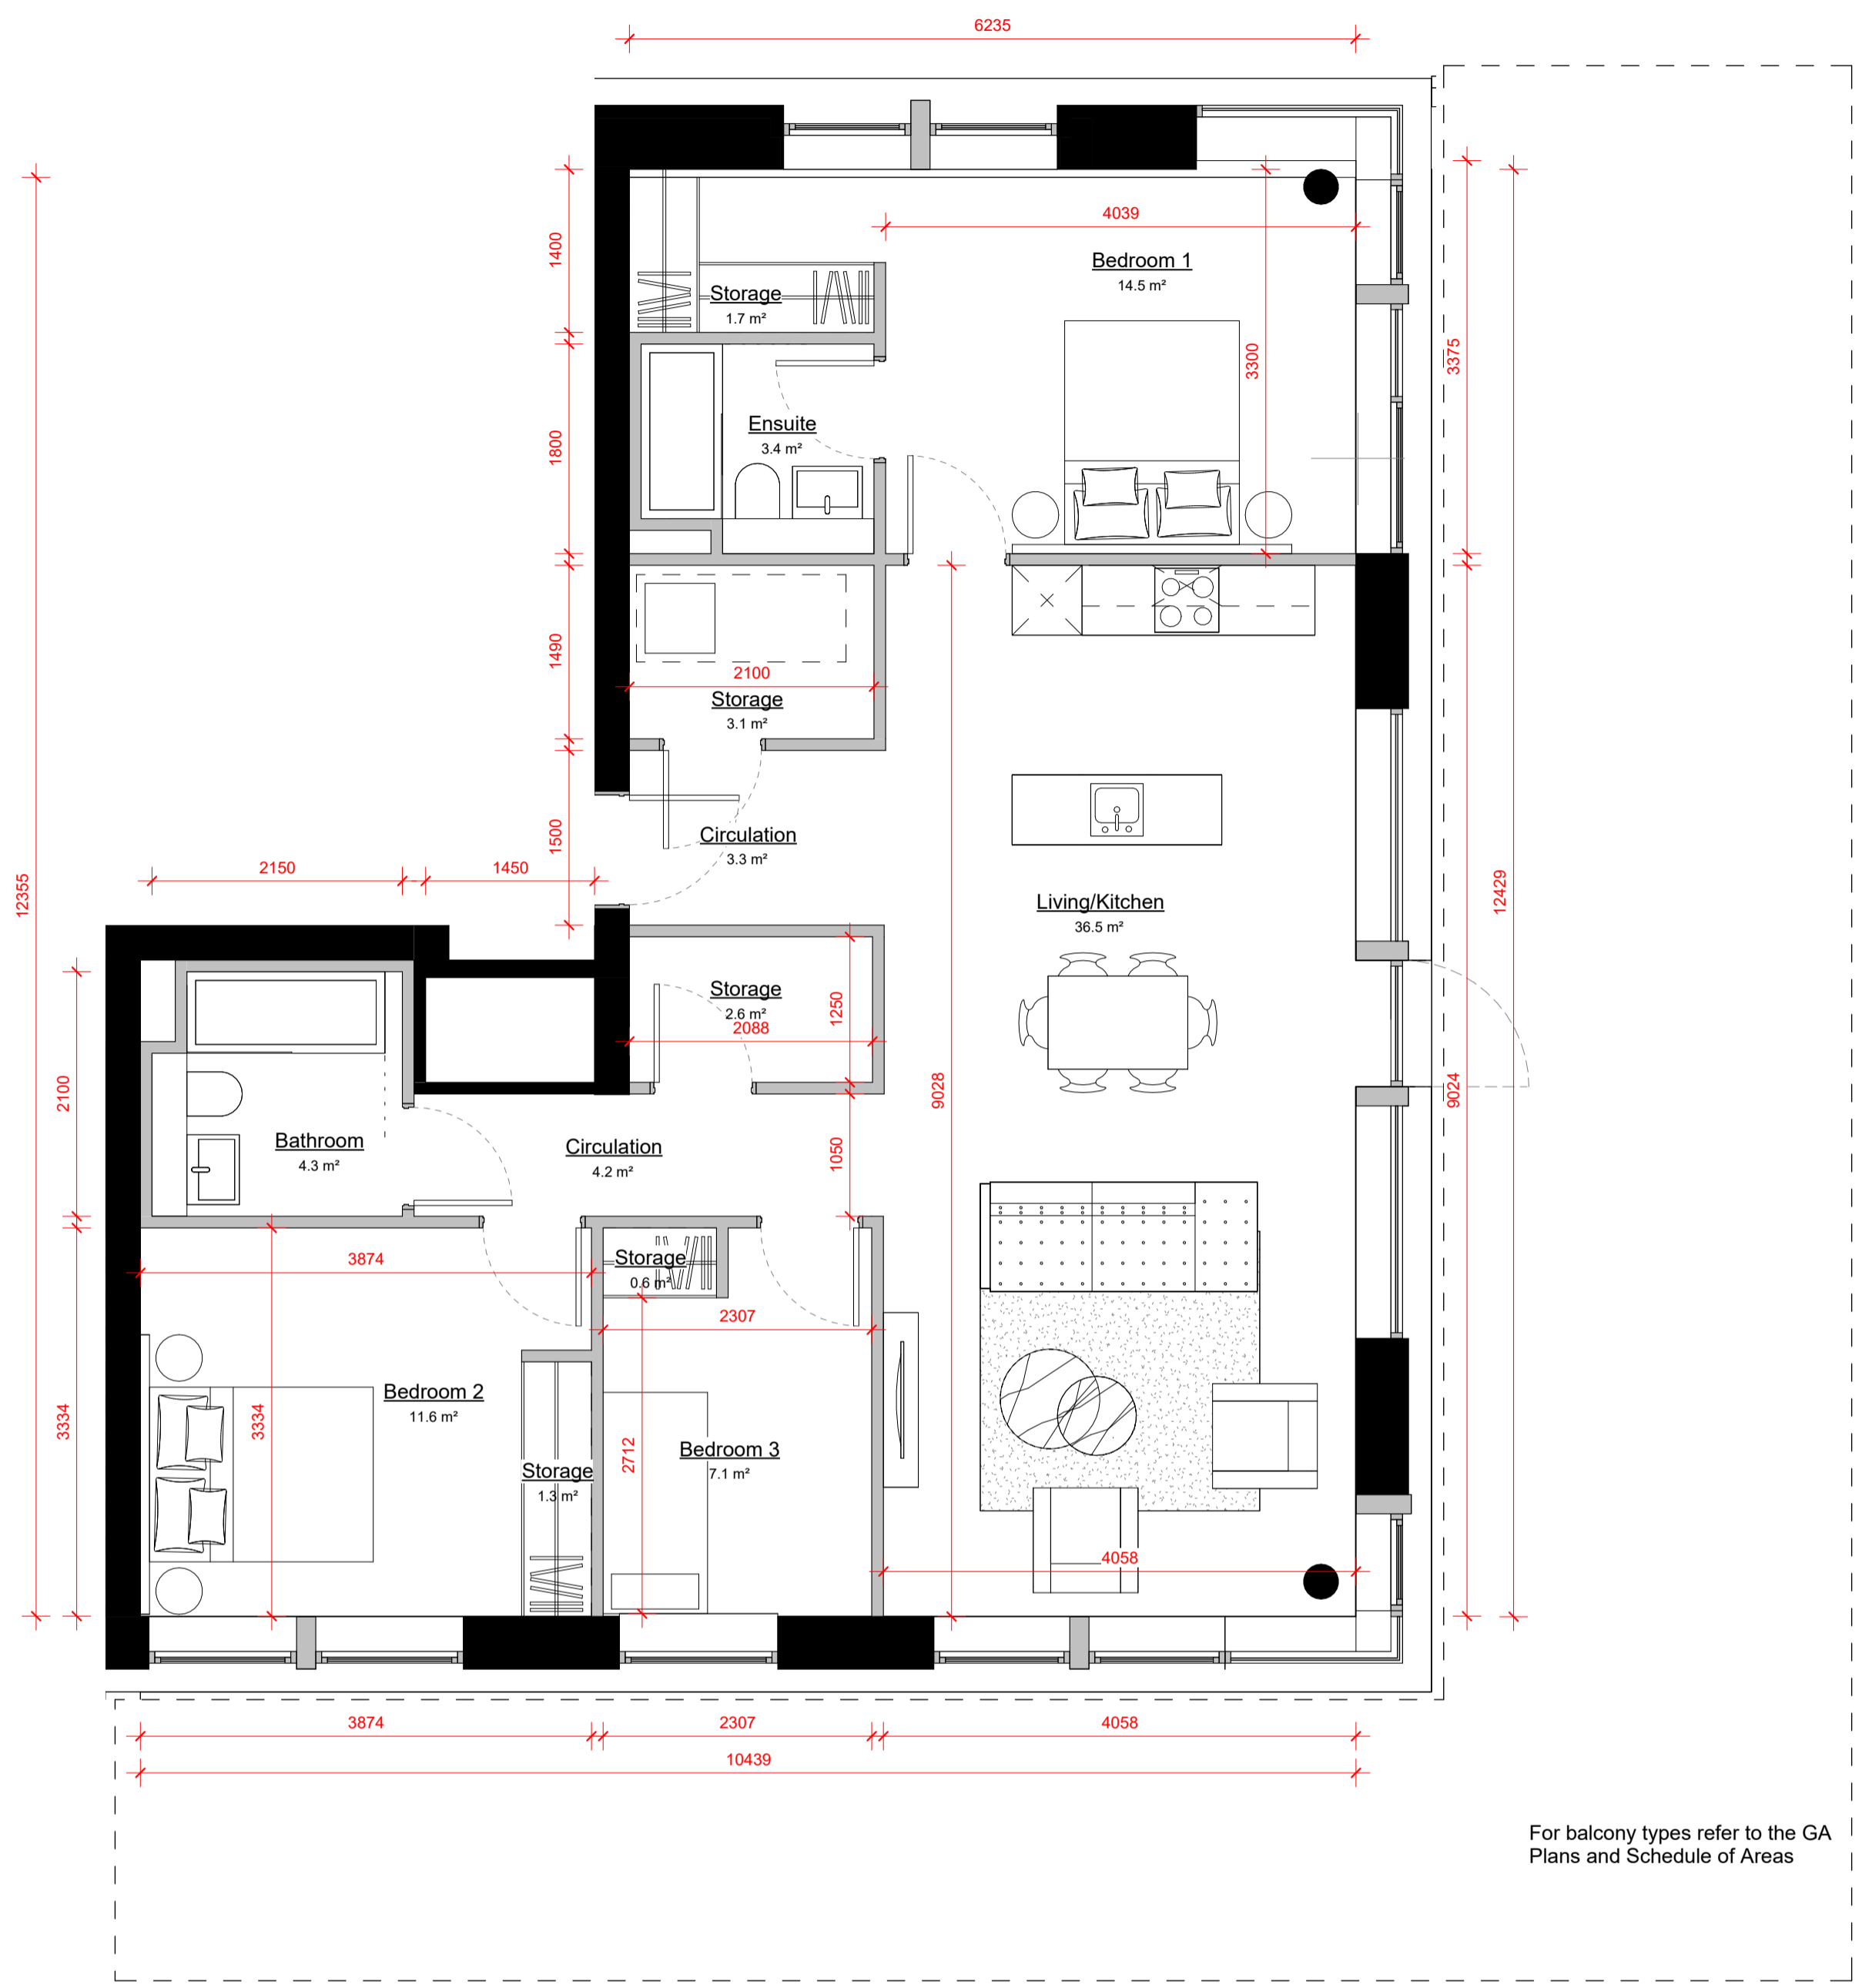 6235
4039
Bedroom 1
14.5 m²
1400
Storage
1.7 m²
3300
3375
Ensuite
3.4 m²
1800
1490
2100
Storage
3.1 m²
Circulation
3.3 m²
1500
2150
1450
12355
12429
Living/Kitchen
36.5 m²
Storage
2.6 m²
2088
1250
9028
9024
2100
Bathroom
4.3 m²
Circulation
4.2 m²
1050
3874
Storage
0.6 m²
2307
Bedroom 2
11.6 m²
3334
3334
Storage
1.3 m²
2712
Bedroom 3
7.1 m²
4058
3874
2307
4058
10439
For balcony types refer to the GA
Plans and Schedule of Areas